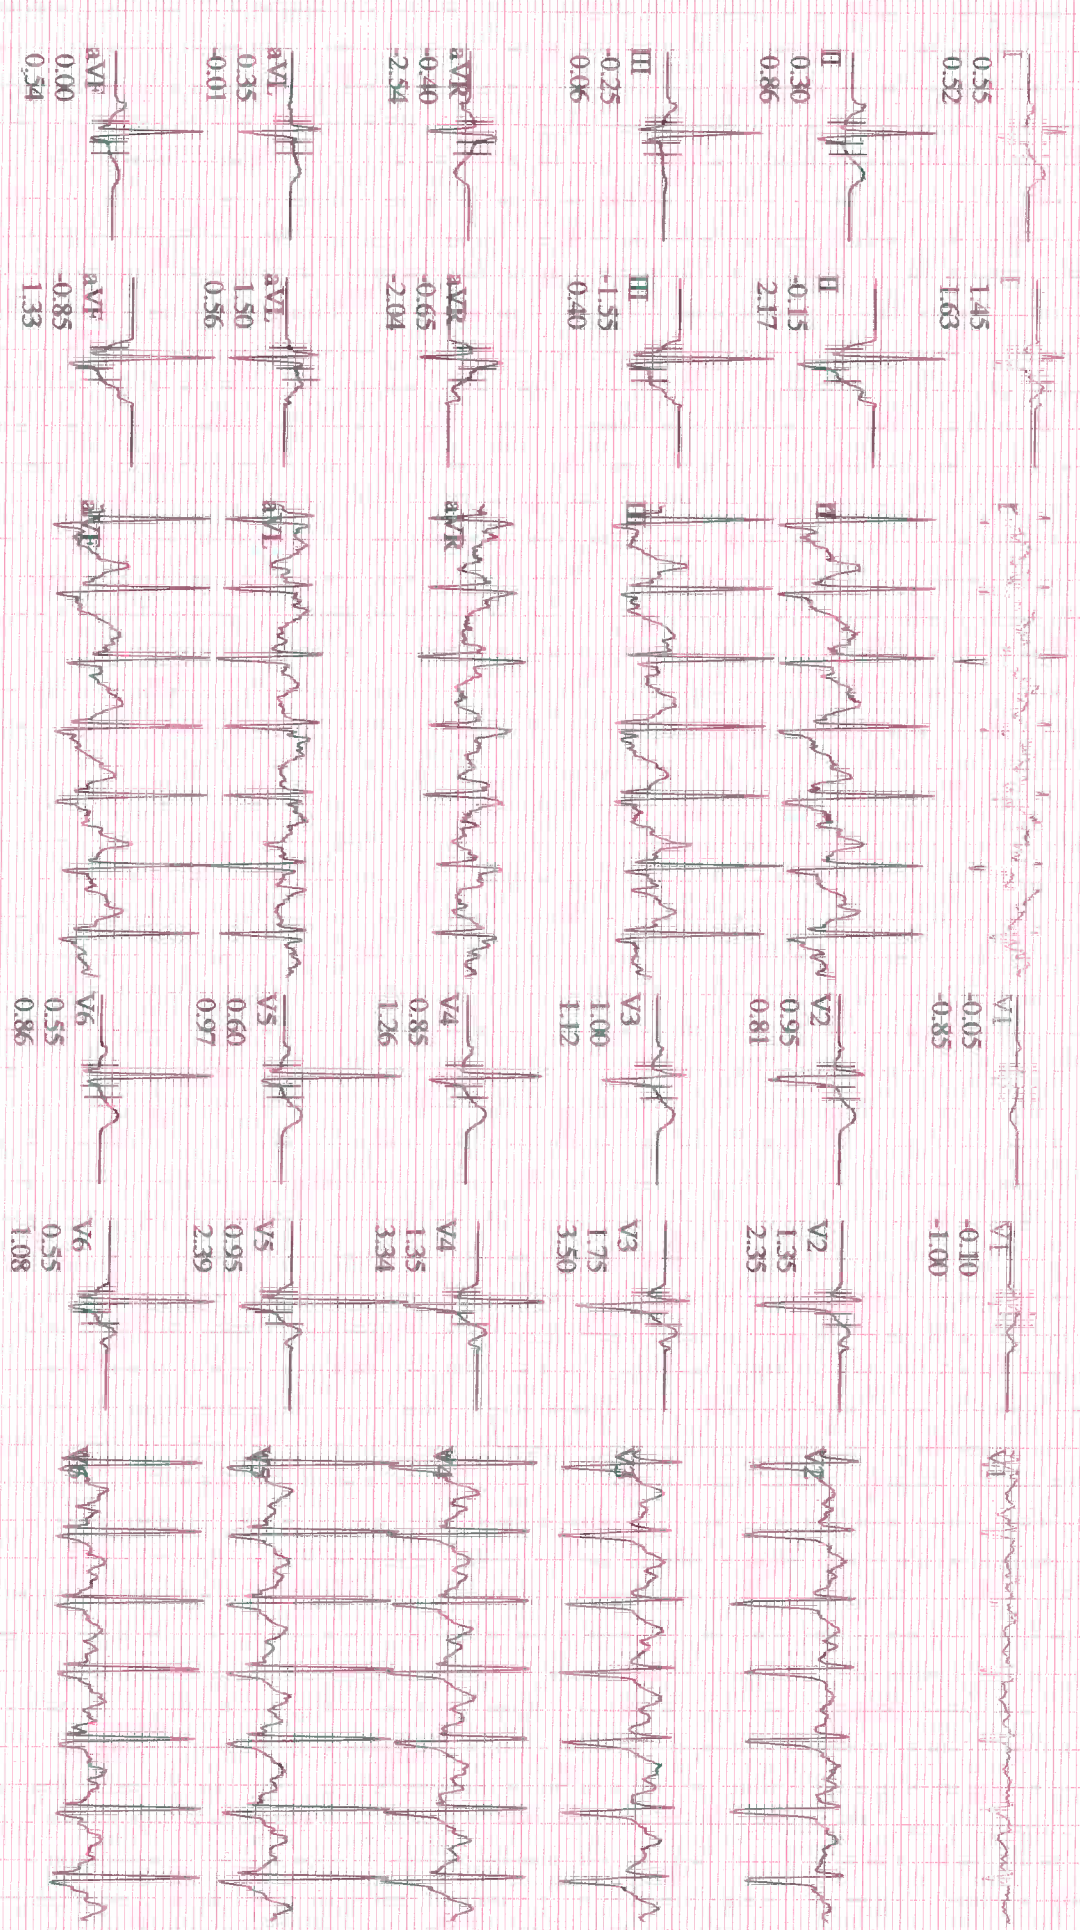 I
0.55
0.52
II
0.30
0.86
III
-0.25
0.06
aVR
-0.40
-2.54
aVL
0.35
-0.01
aVF
0.00
0.54
I
1.45
1.63
II
-0.15
2.17
III
-1.55
0.40
aVR
-0.65
-2.04
aVL
1.50
0.56
aVF
-0.85
1.33
I
II
III
aVR
aVL
aVF
V1
-0.05
-0.85
V2
0.95
0.81
V3
1.00
1.12
V4
0.85
1.26
V5
0.60
0.97
V6
0.55
0.86
V1
-0.10
-1.00
V2
1.35
2.35
V3
1.75
3.50
V4
1.35
3.34
V5
0.95
2.39
V6
0.55
1.08
V1
V2
V3
V4
V5
V6